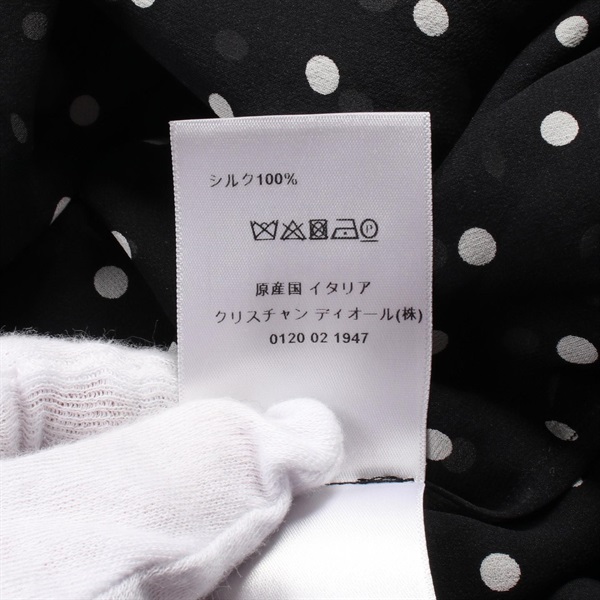 シルク100%
P
原産国 イタリア
クリスチャン ディオール(株)
0120 02 1947